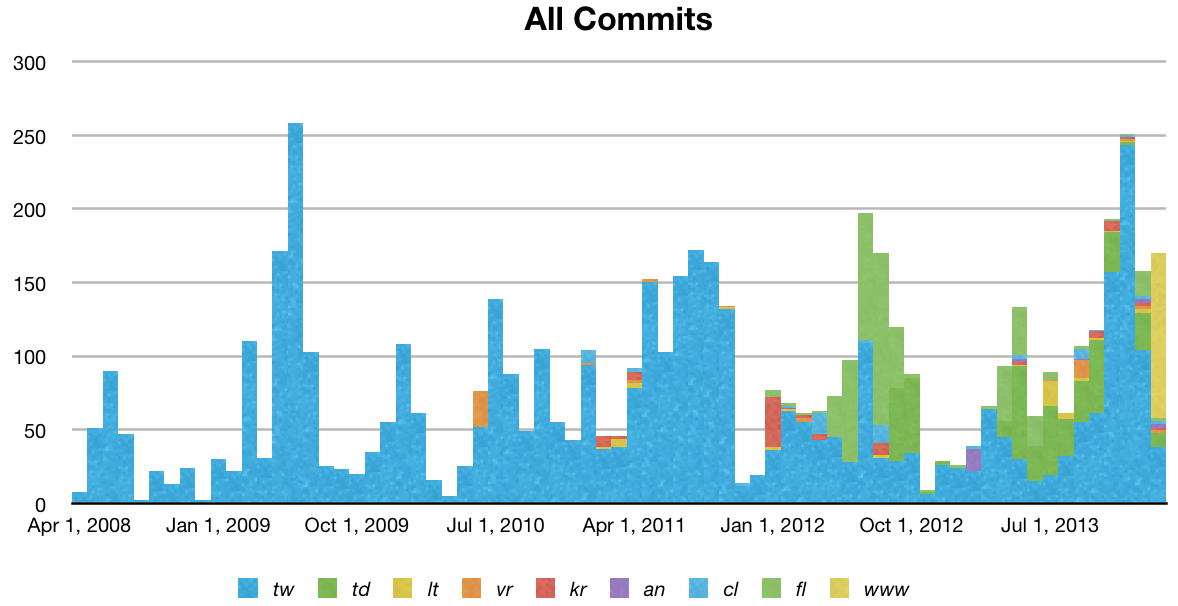 All Commits
300
250
200
150
100
50
0
Apr 1, 2008 Jan 1, 2009 Oct 1, 2009 Jul 1, 2010 Apr 1, 2011 Jan 1, 2012 Oct 1, 2012 Jul 1, 2013
tw td lt vr kr an cl fl www